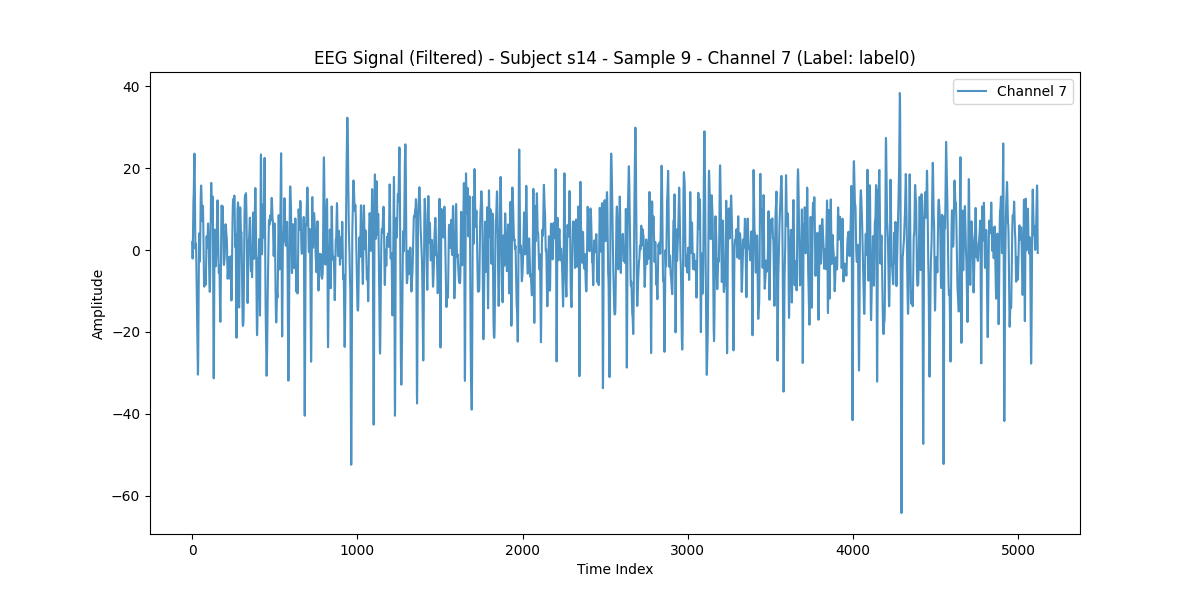 EEG Signal (Filtered) - Subject s14 - Sample 9 - Channel 7 (Label: label0)
Channel 7
40
20
0
−20
−40
−60
Amplitude
0 1000 2000 3000 4000 5000
Time Index